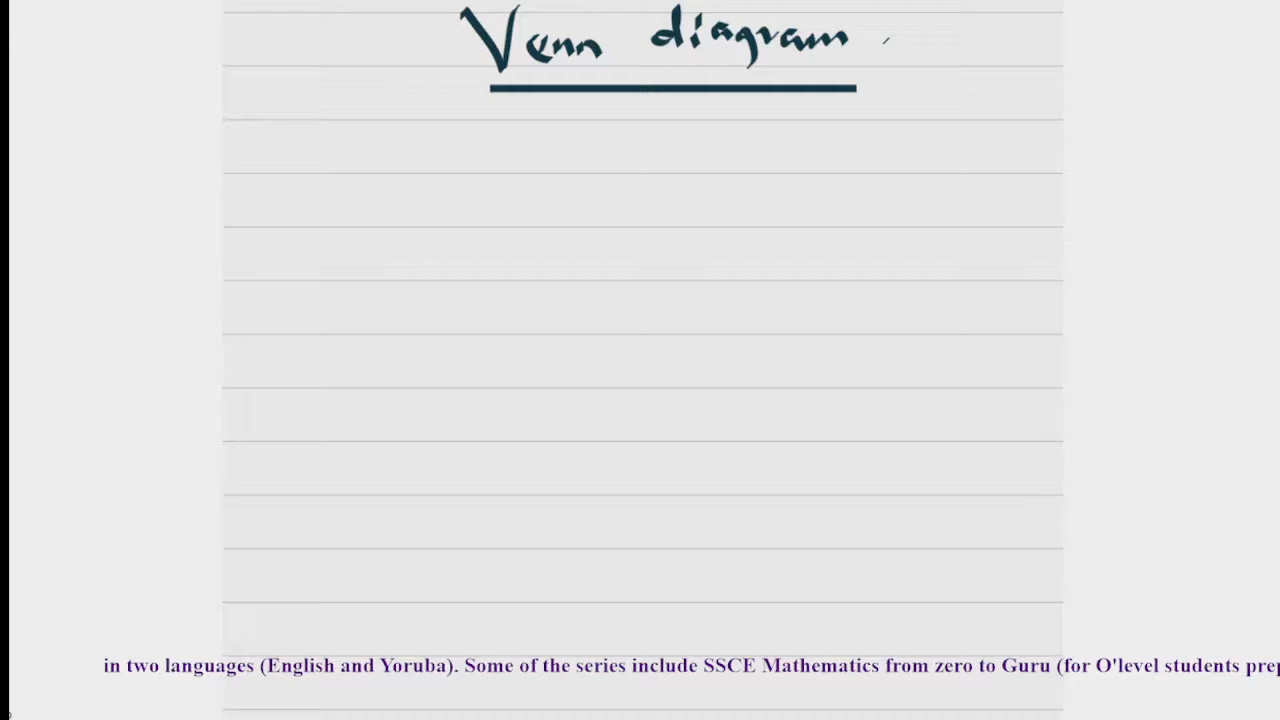 Venn diagram
in two languages (English and Yoruba). Some of the series include SSCE Mathematics from zero to Guru (for O'level students prep